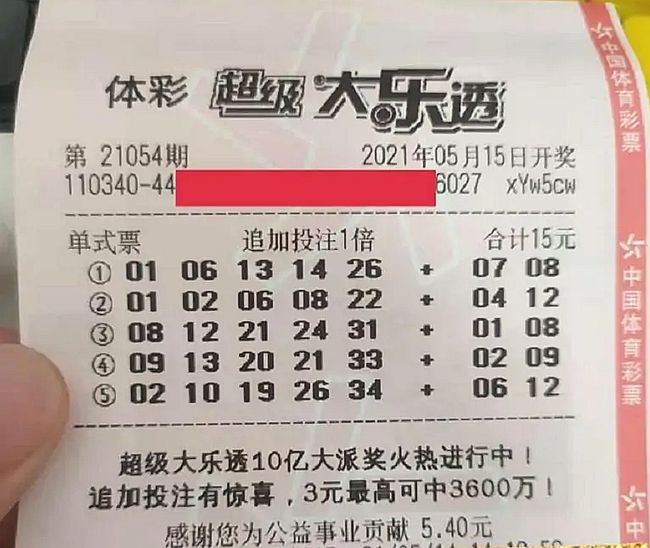 体彩 超级大乐透
第 21054期 2021年05月15日开奖
110340-44 6027 xYw5cw
单式票 追加投注1倍 合计15元
① 01 06 13 14 26 + 07 08
② 01 02 06 08 22 + 04 12
③ 08 12 21 24 31 + 01 08
④ 09 13 20 21 33 + 02 09
⑤ 02 10 19 26 34 + 06 12
超级大乐透10亿大派奖火热进行中！
追加投注有惊喜，3元最高可中3600万！
感谢您为公益事业贡献 5.40元
中国体育彩票
中国体育彩票
中国